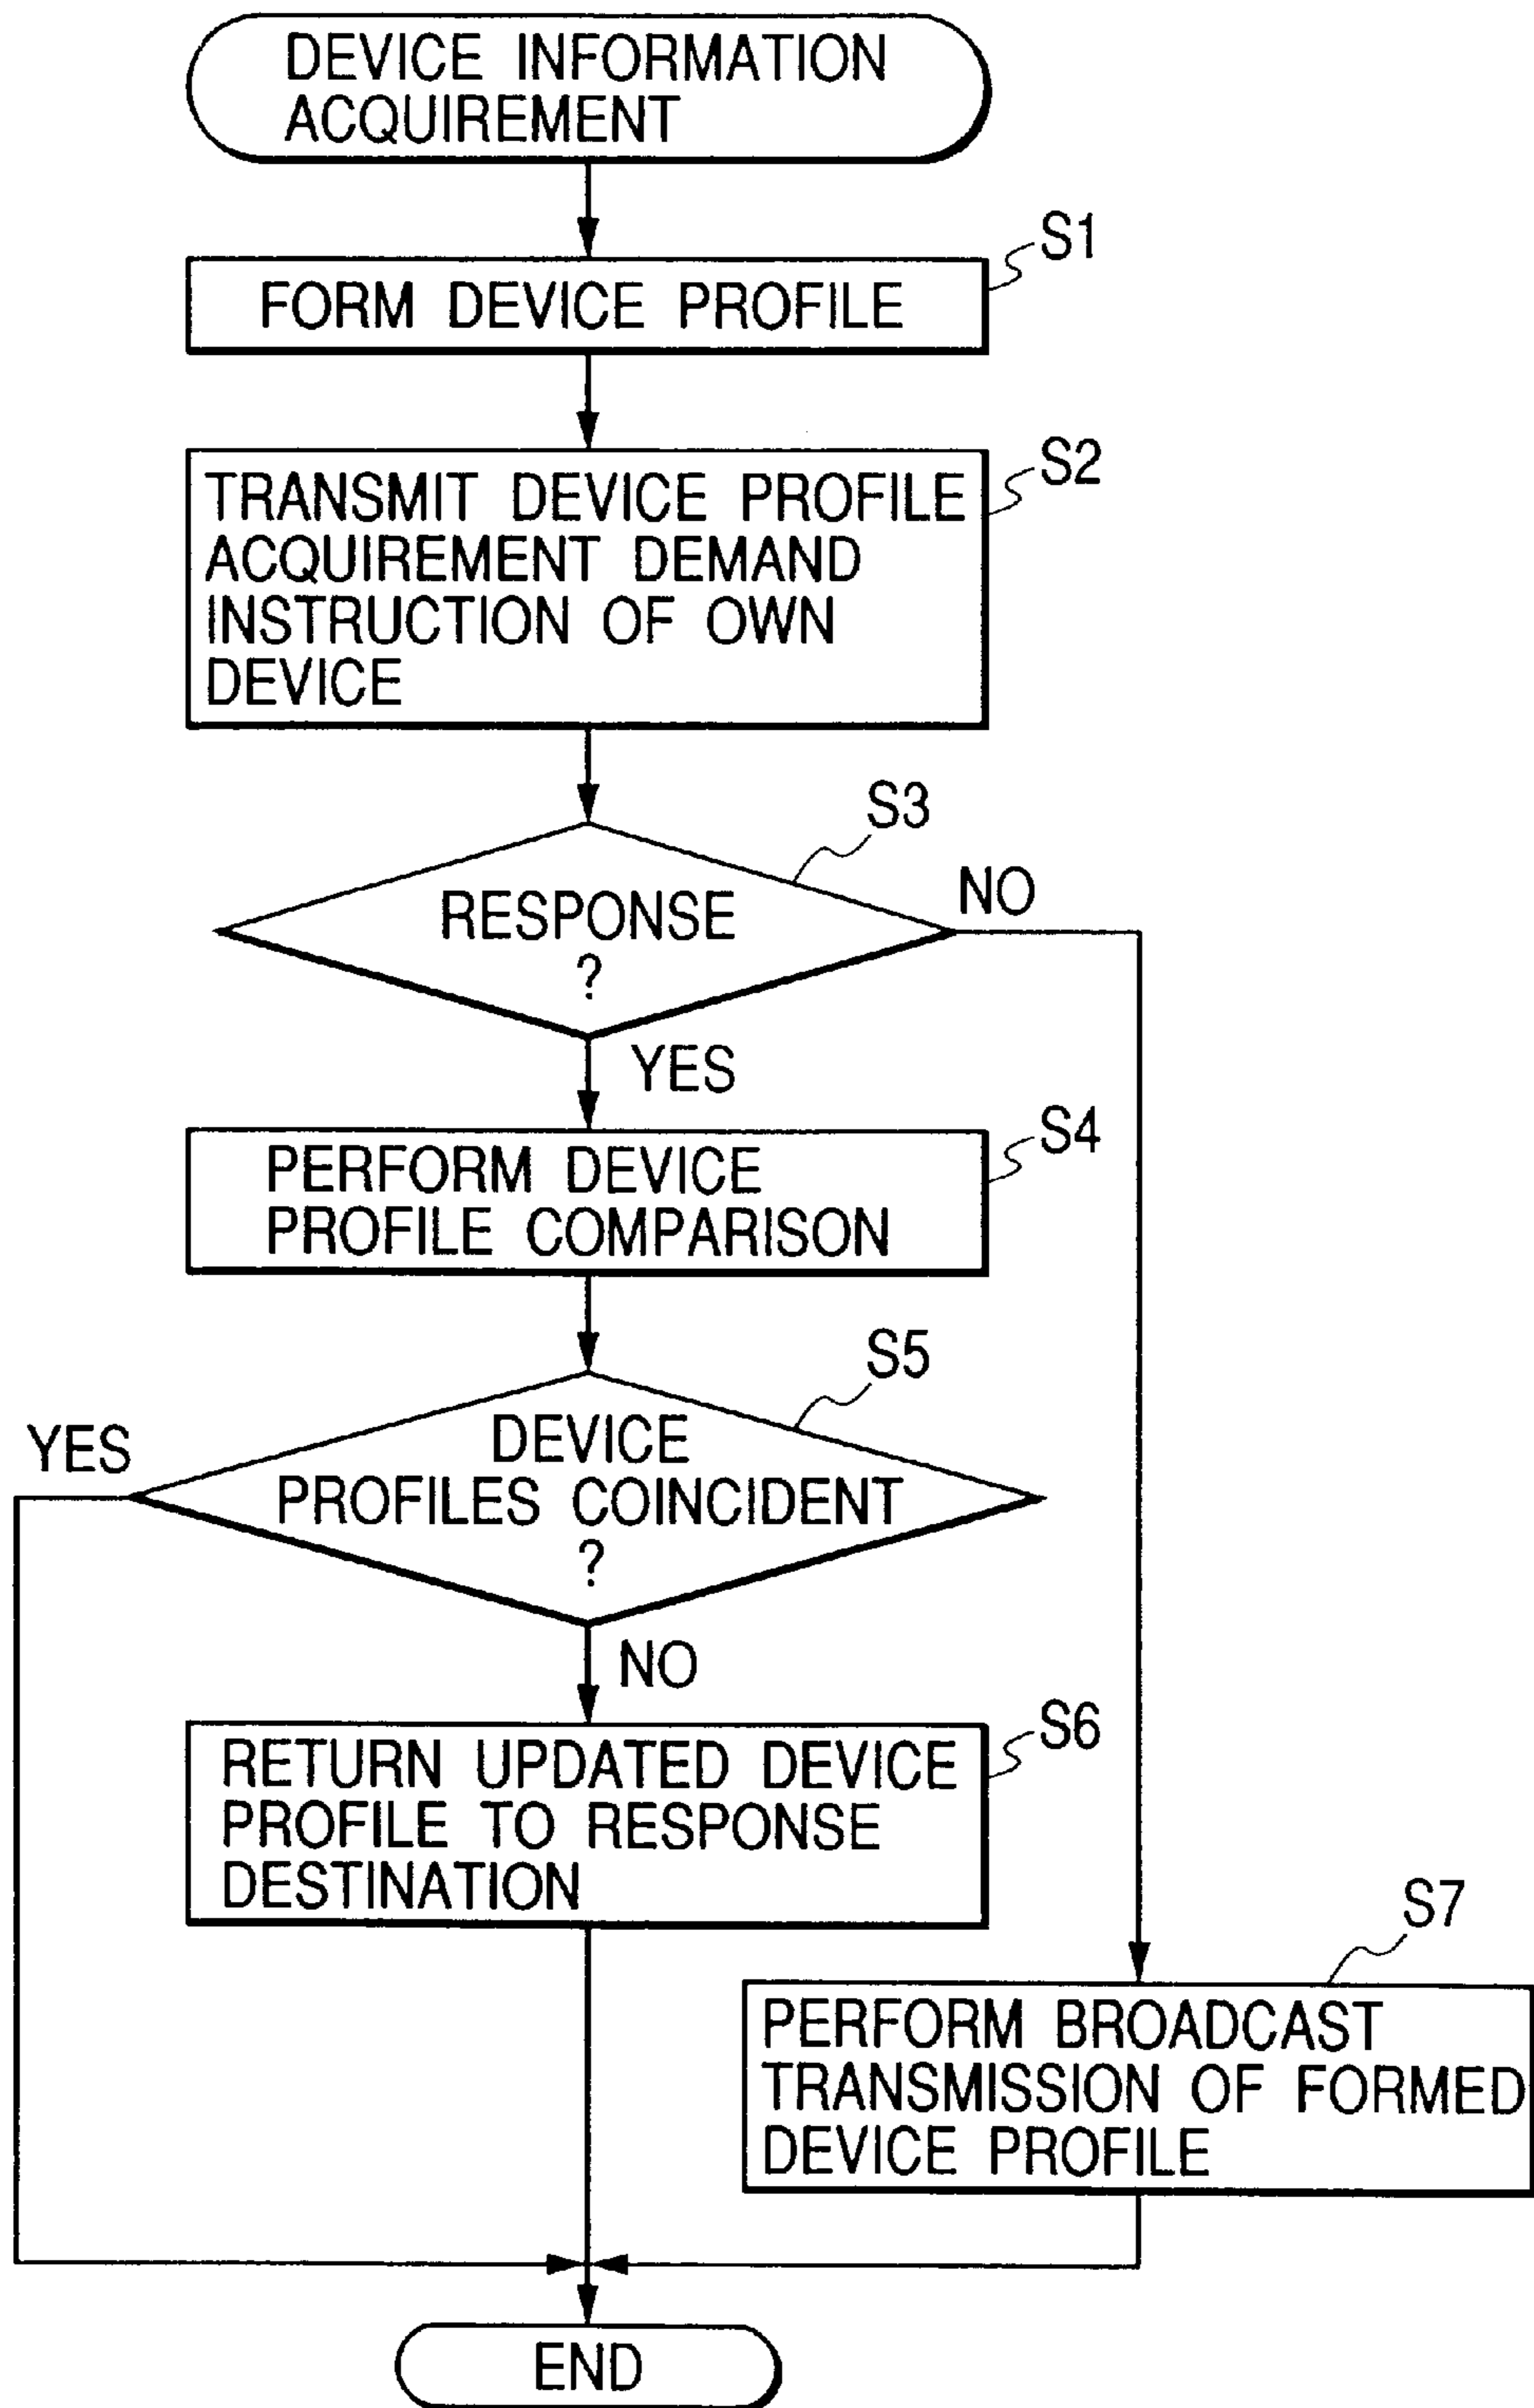 DEVICE INFORMATION
ACQUIREMENT
S1
FORM DEVICE PROFILE
S2
TRANSMIT DEVICE PROFILE
ACQUIREMENT DEMAND
INSTRUCTION OF OWN
DEVICE
S3
RESPONSE
?
NO
YES
S4
PERFORM DEVICE
PROFILE COMPARISON
S5
DEVICE
PROFILES COINCIDENT
?
YES
NO
S6
RETURN UPDATED DEVICE
PROFILE TO RESPONSE
DESTINATION
S7
PERFORM BROADCAST
TRANSMISSION OF FORMED
DEVICE PROFILE
END